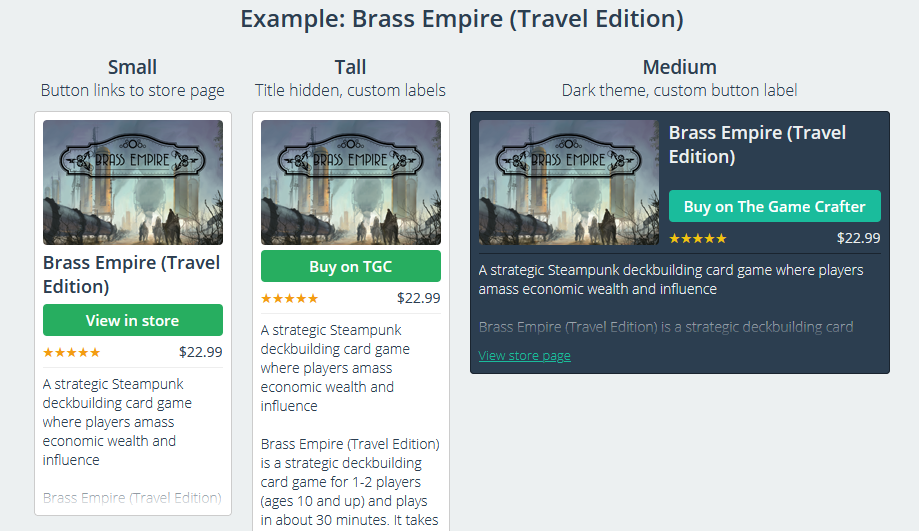 Example: Brass Empire (Travel Edition)
Small
Button links to store page
BRASS EMPIRE
Brass Empire (Travel
Edition)
View in store
★★★★★ $22.99
A strategic Steampunk
deckbuilding card game
where players amass
economic wealth and
influence
Brass Empire (Travel Edition)
Tall
Title hidden, custom labels
BRASS EMPIRE
Buy on TGC
★★★★★ $22.99
A strategic Steampunk
deckbuilding card game
where players amass
economic wealth and
influence
Brass Empire (Travel Edition)
is a strategic deckbuilding
card game for 1-2 players
(ages 10 and up) and plays
in about 30 minutes. It takes
Medium
Dark theme, custom button label
BRASS EMPIRE
Brass Empire (Travel
Edition)
Buy on The Game Crafter
★★★★★ $22.99
A strategic Steampunk deckbuilding card game where players
amass economic wealth and influence
Brass Empire (Travel Edition) is a strategic deckbuilding card
View store page